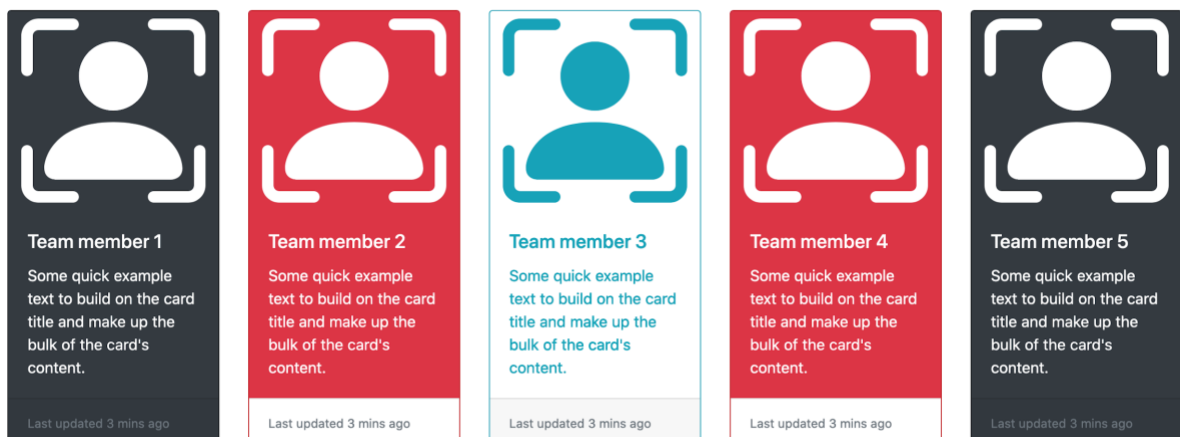 Team member 1
Some quick example
text to build on the card
title and make up the
bulk of the card's
content.
Last updated 3 mins ago
Team member 2
Some quick example
text to build on the card
title and make up the
bulk of the card's
content.
Last updated 3 mins ago
Team member 3
Some quick example
text to build on the card
title and make up the
bulk of the card's
content.
Last updated 3 mins ago
Team member 4
Some quick example
text to build on the card
title and make up the
bulk of the card's
content.
Last updated 3 mins ago
Team member 5
Some quick example
text to build on the card
title and make up the
bulk of the card's
content.
Last updated 3 mins ago